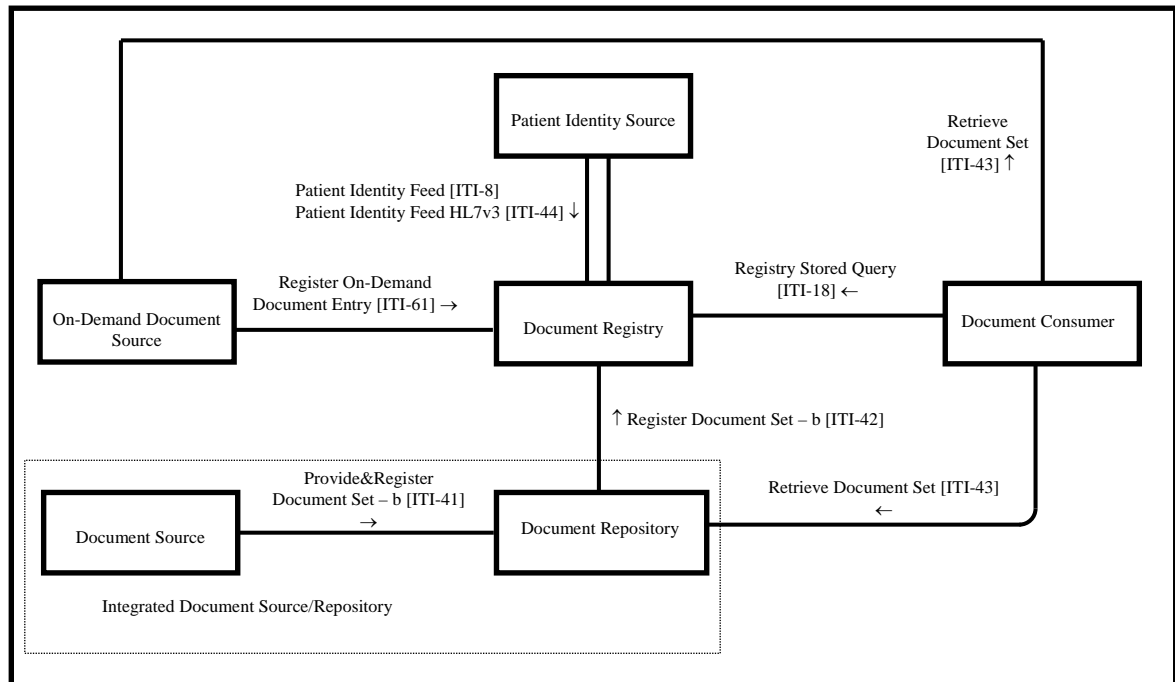 Patient Identity Source
Retrieve
Document Set
[ITI-43] ↑
Patient Identity Feed [ITI-8]
Patient Identity Feed HL7v3 [ITI-44] ↓
Register On-Demand
Document Entry [ITI-61] →
Registry Stored Query
[ITI-18] ←
On-Demand Document
Source
Document Registry
Document Consumer
↑ Register Document Set – b [ITI-42]
Provide&Register
Document Set – b [ITI-41]
→
Retrieve Document Set [ITI-43]
←
Document Source
Document Repository
Integrated Document Source/Repository